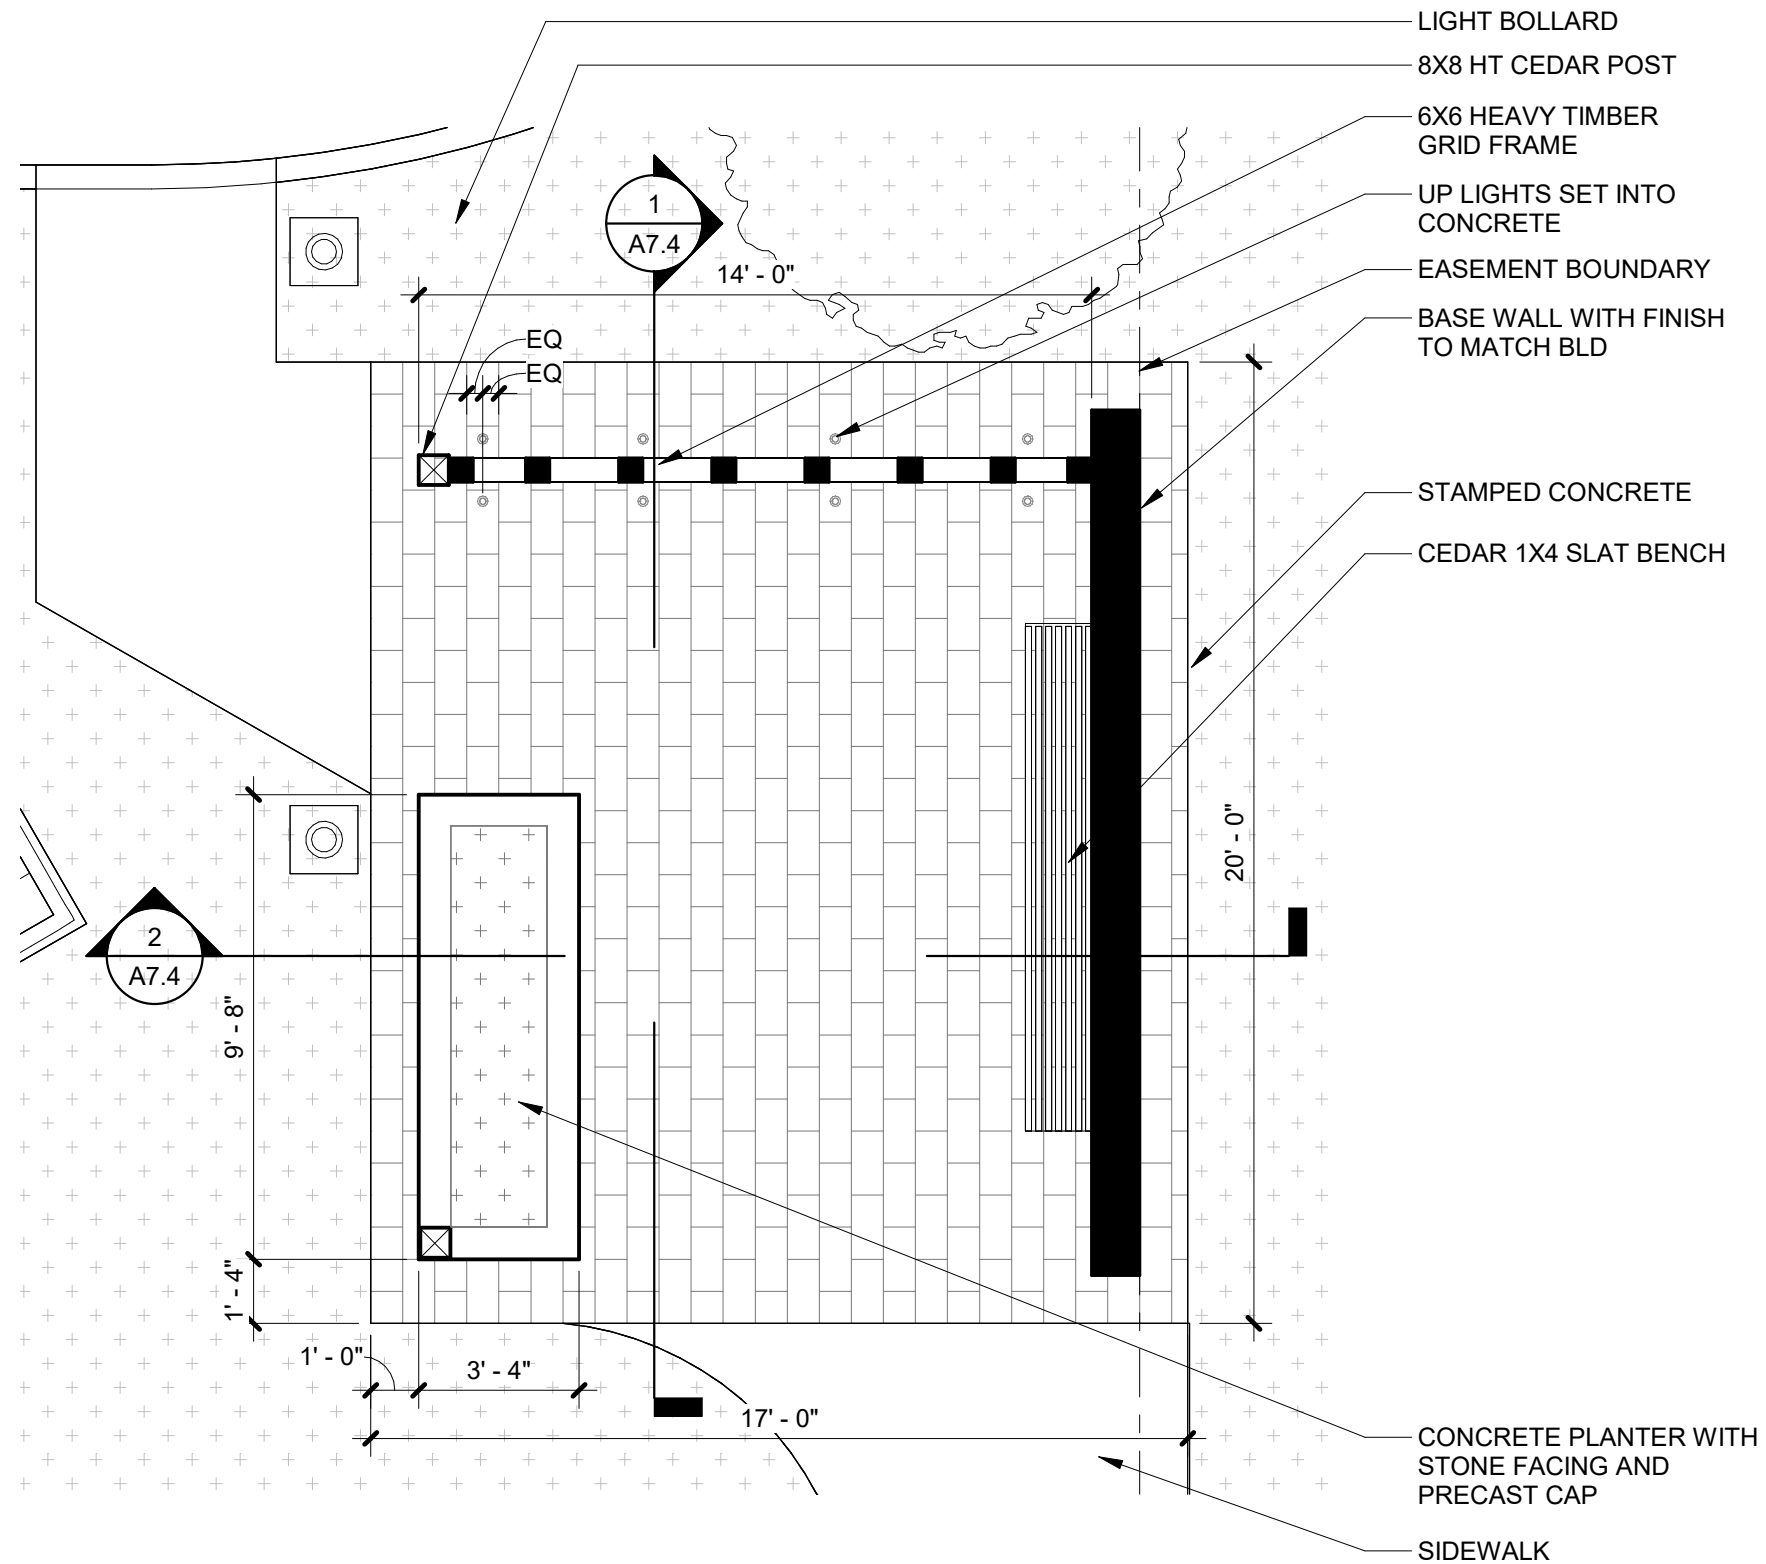 LIGHT BOLLARD
8X8 HT CEDAR POST
6X6 HEAVY TIMBER
GRID FRAME
UP LIGHTS SET INTO
CONCRETE
EASEMENT BOUNDARY
BASE WALL WITH FINISH
TO MATCH BLD
STAMPED CONCRETE
CEDAR 1X4 SLAT BENCH
1
A7.4
14' - 0"
EQ
EQ
20' - 0"
2
A7.4
9' - 8"
1' - 4"
1' - 0"
3' - 4"
17' - 0"
CONCRETE PLANTER WITH
STONE FACING AND
PRECAST CAP
SIDEWALK